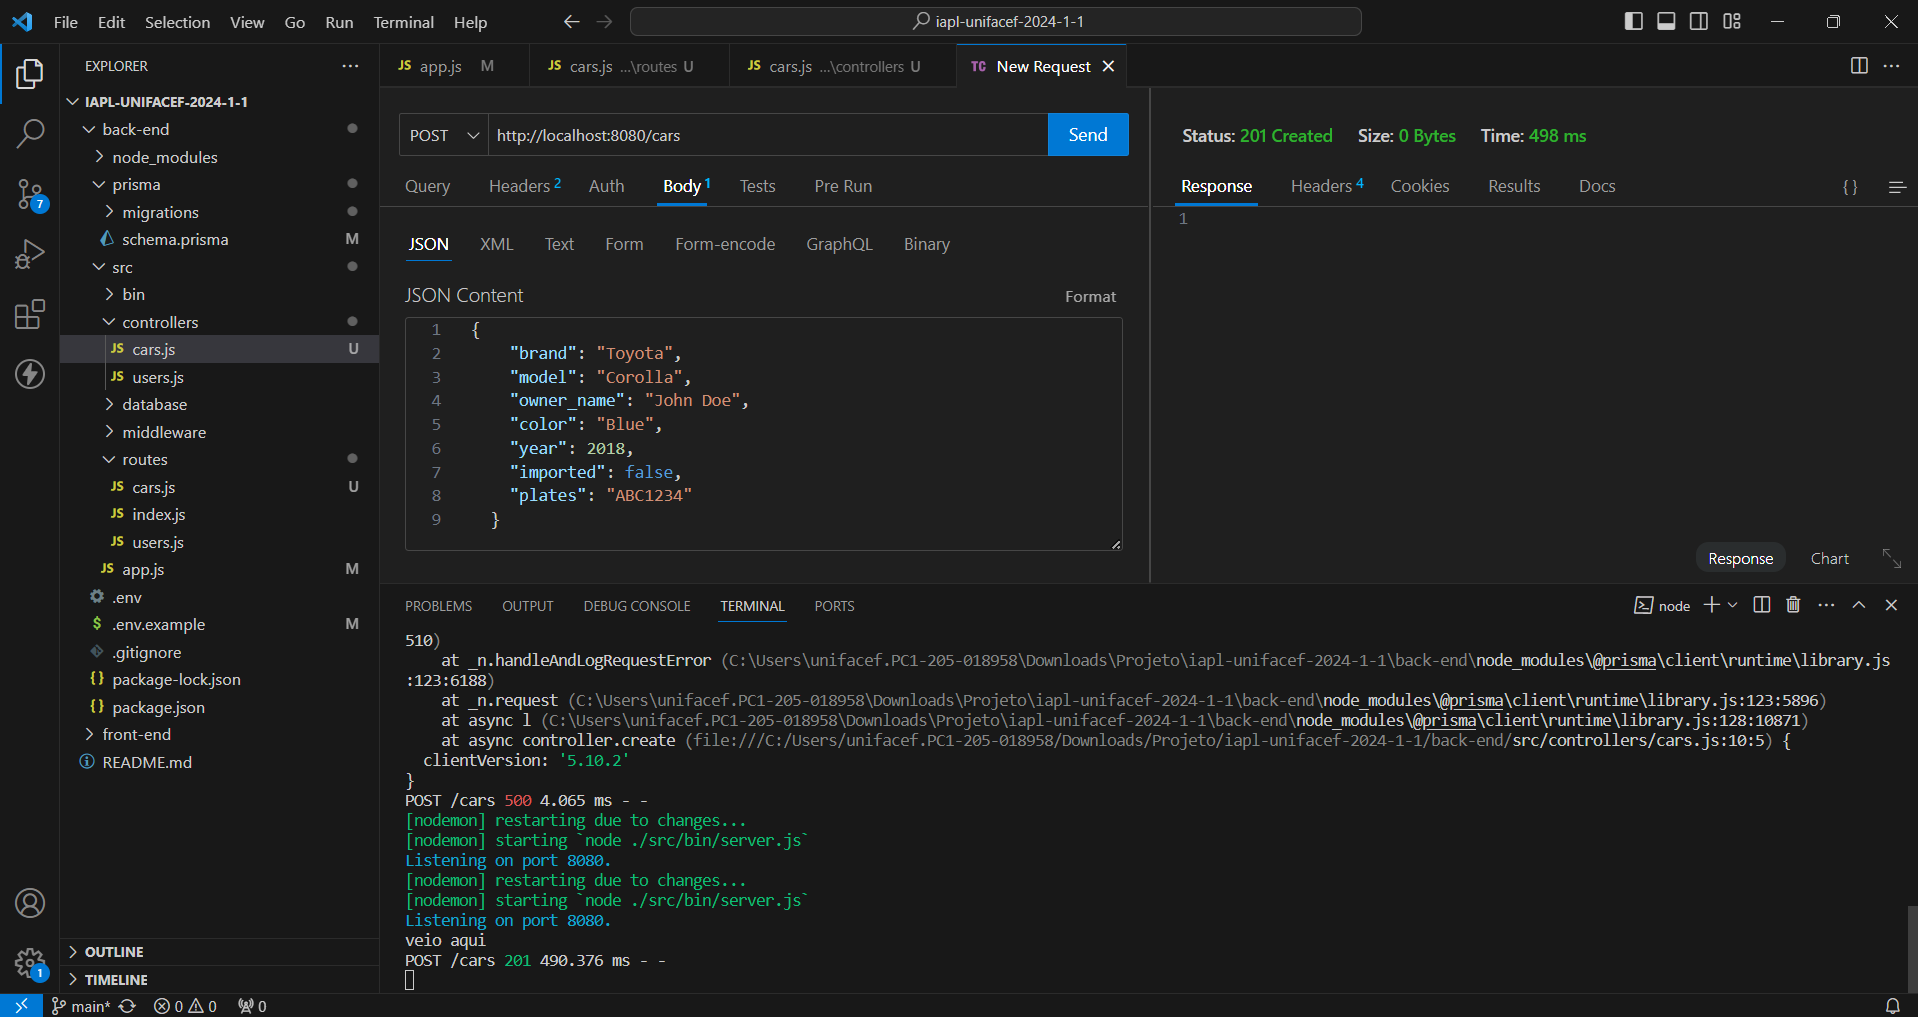 File Edit Selection View Go Run Terminal Help
iapl-unifacef-2024-1-1
EXPLORER
IAPL-UNIFACEF-2024-1-1
back-end
node_modules
prisma
migrations
schema.prisma M
src
bin
controllers
JS cars.js U
JS users.js
database
middleware
routes
JS cars.js U
JS index.js
JS users.js
JS app.js M
.env
$ .env.example M
.gitignore
{} package-lock.json
{} package.json
front-end
README.md
OUTLINE
TIMELINE
7
1
JS app.js M
JS cars.js ...\routes U
JS cars.js ...\controllers U
TC New Request
POST http://localhost:8080/cars Send
Query Headers 2 Auth Body 1 Tests Pre Run
JSON XML Text Form Form-encode GraphQL Binary
JSON Content Format
1 {
2 "brand": "Toyota",
3 "model": "Corolla",
4 "owner_name": "John Doe",
5 "color": "Blue",
6 "year": 2018,
7 "imported": false,
8 "plates": "ABC1234"
9 }
Status: 201 Created Size: 0 Bytes Time: 498 ms
Response Headers 4 Cookies Results Docs {}
1
Response Chart
PROBLEMS OUTPUT DEBUG CONSOLE TERMINAL PORTS
node
510)
at _n.handleAndLogRequestError (C:\Users\unifacef.PC1-205-018958\Downloads\Projeto\iapl-unifacef-2024-1-1\back-end\node_modules\@prisma\client\runtime\library.js
:123:6188)
at _n.request (C:\Users\unifacef.PC1-205-018958\Downloads\Projeto\iapl-unifacef-2024-1-1\back-end\node_modules\@prisma\client\runtime\library.js:123:5896)
at async l (C:\Users\unifacef.PC1-205-018958\Downloads\Projeto\iapl-unifacef-2024-1-1\back-end\node_modules\@prisma\client\runtime\library.js:128:10871)
at async controller.create (file:///C:/Users/unifacef.PC1-205-018958/Downloads/Projeto/iapl-unifacef-2024-1-1/back-end/src/controllers/cars.js:10:5) {
clientVersion: '5.10.2'
}
POST /cars 500 4.065 ms - -
[nodemon] restarting due to changes...
[nodemon] starting `node ./src/bin/server.js`
Listening on port 8080.
[nodemon] restarting due to changes...
[nodemon] starting `node ./src/bin/server.js`
Listening on port 8080.
veio aqui
POST /cars 201 490.376 ms - -
main* 0 0 0